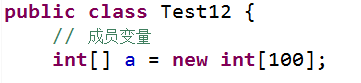 public class Test12 {
// 成员变量
int[] a = new int[100];